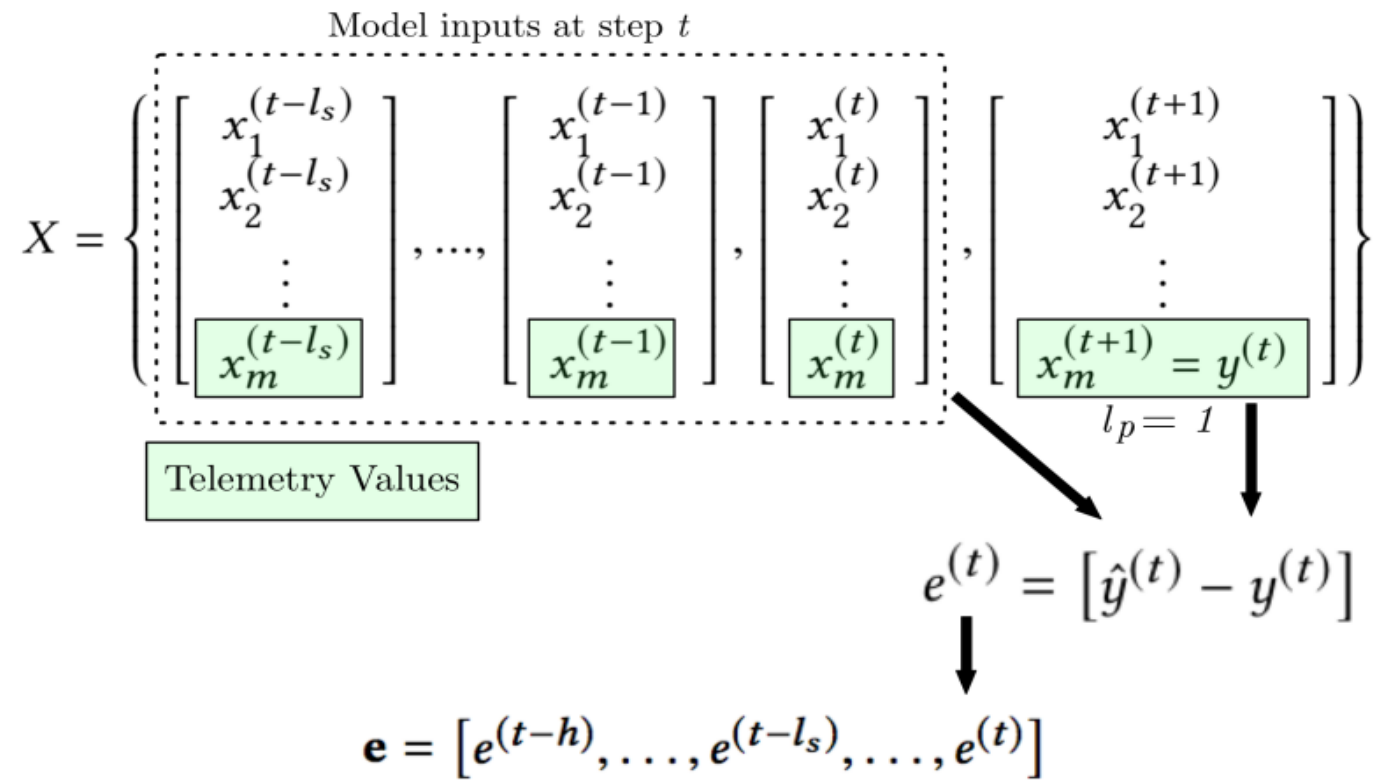 Model inputs at step t
X = { [ x_1^{(t-l_s)} x_2^{(t-l_s)} ⋮ x_m^{(t-l_s)} ] , ..., [ x_1^{(t-1)} x_2^{(t-1)} ⋮ x_m^{(t-1)} ] , [ x_1^{(t)} x_2^{(t)} ⋮ x_m^{(t)} ] , [ x_1^{(t+1)} x_2^{(t+1)} ⋮ x_m^{(t+1)} = y^{(t)} ] }
l_p = 1
Telemetry Values
e^{(t)} = [ŷ^{(t)} − y^{(t)}]
e = [e^{(t-h)}, . . . , e^{(t-l_s)}, . . . , e^{(t)}]